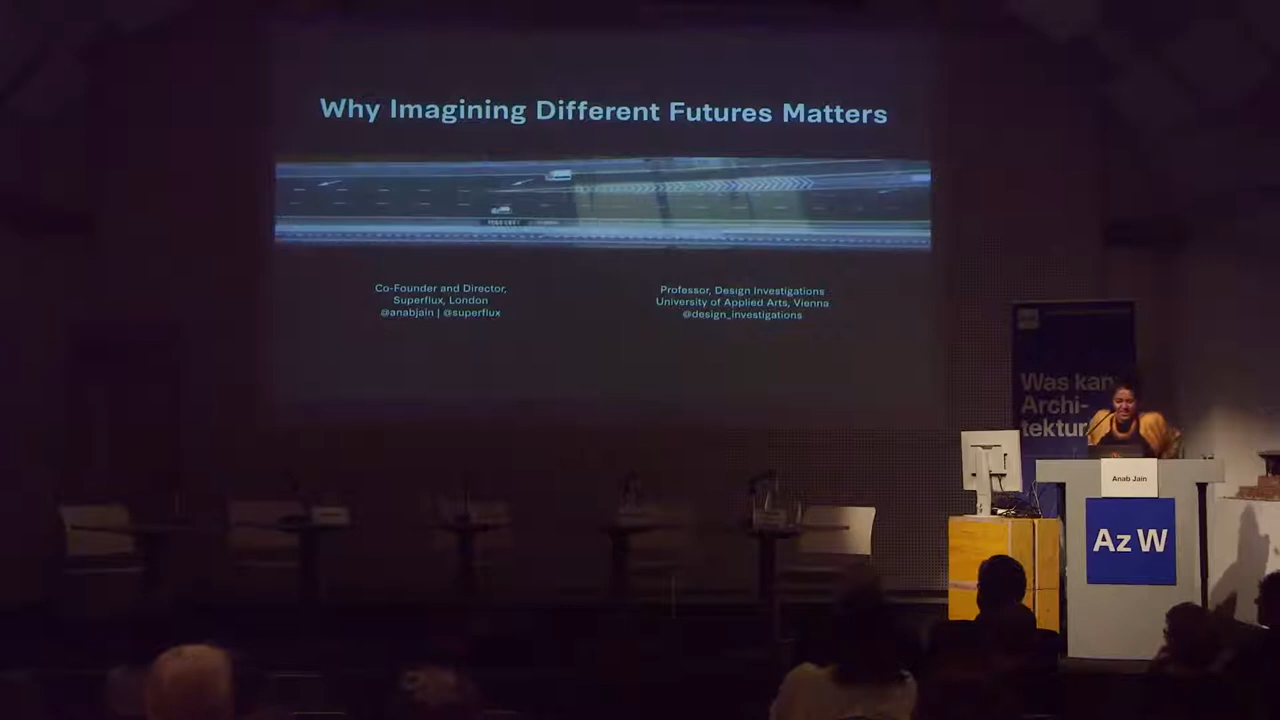 Why Imagining Different Futures Matters
Co-Founder and Director,
Superflux, London
@anabjain | @superflux
Professor, Design Investigations
University of Applied Arts, Vienna
@design_investigations
Was kann
Archi-
tektur
Anab Jain
Az W